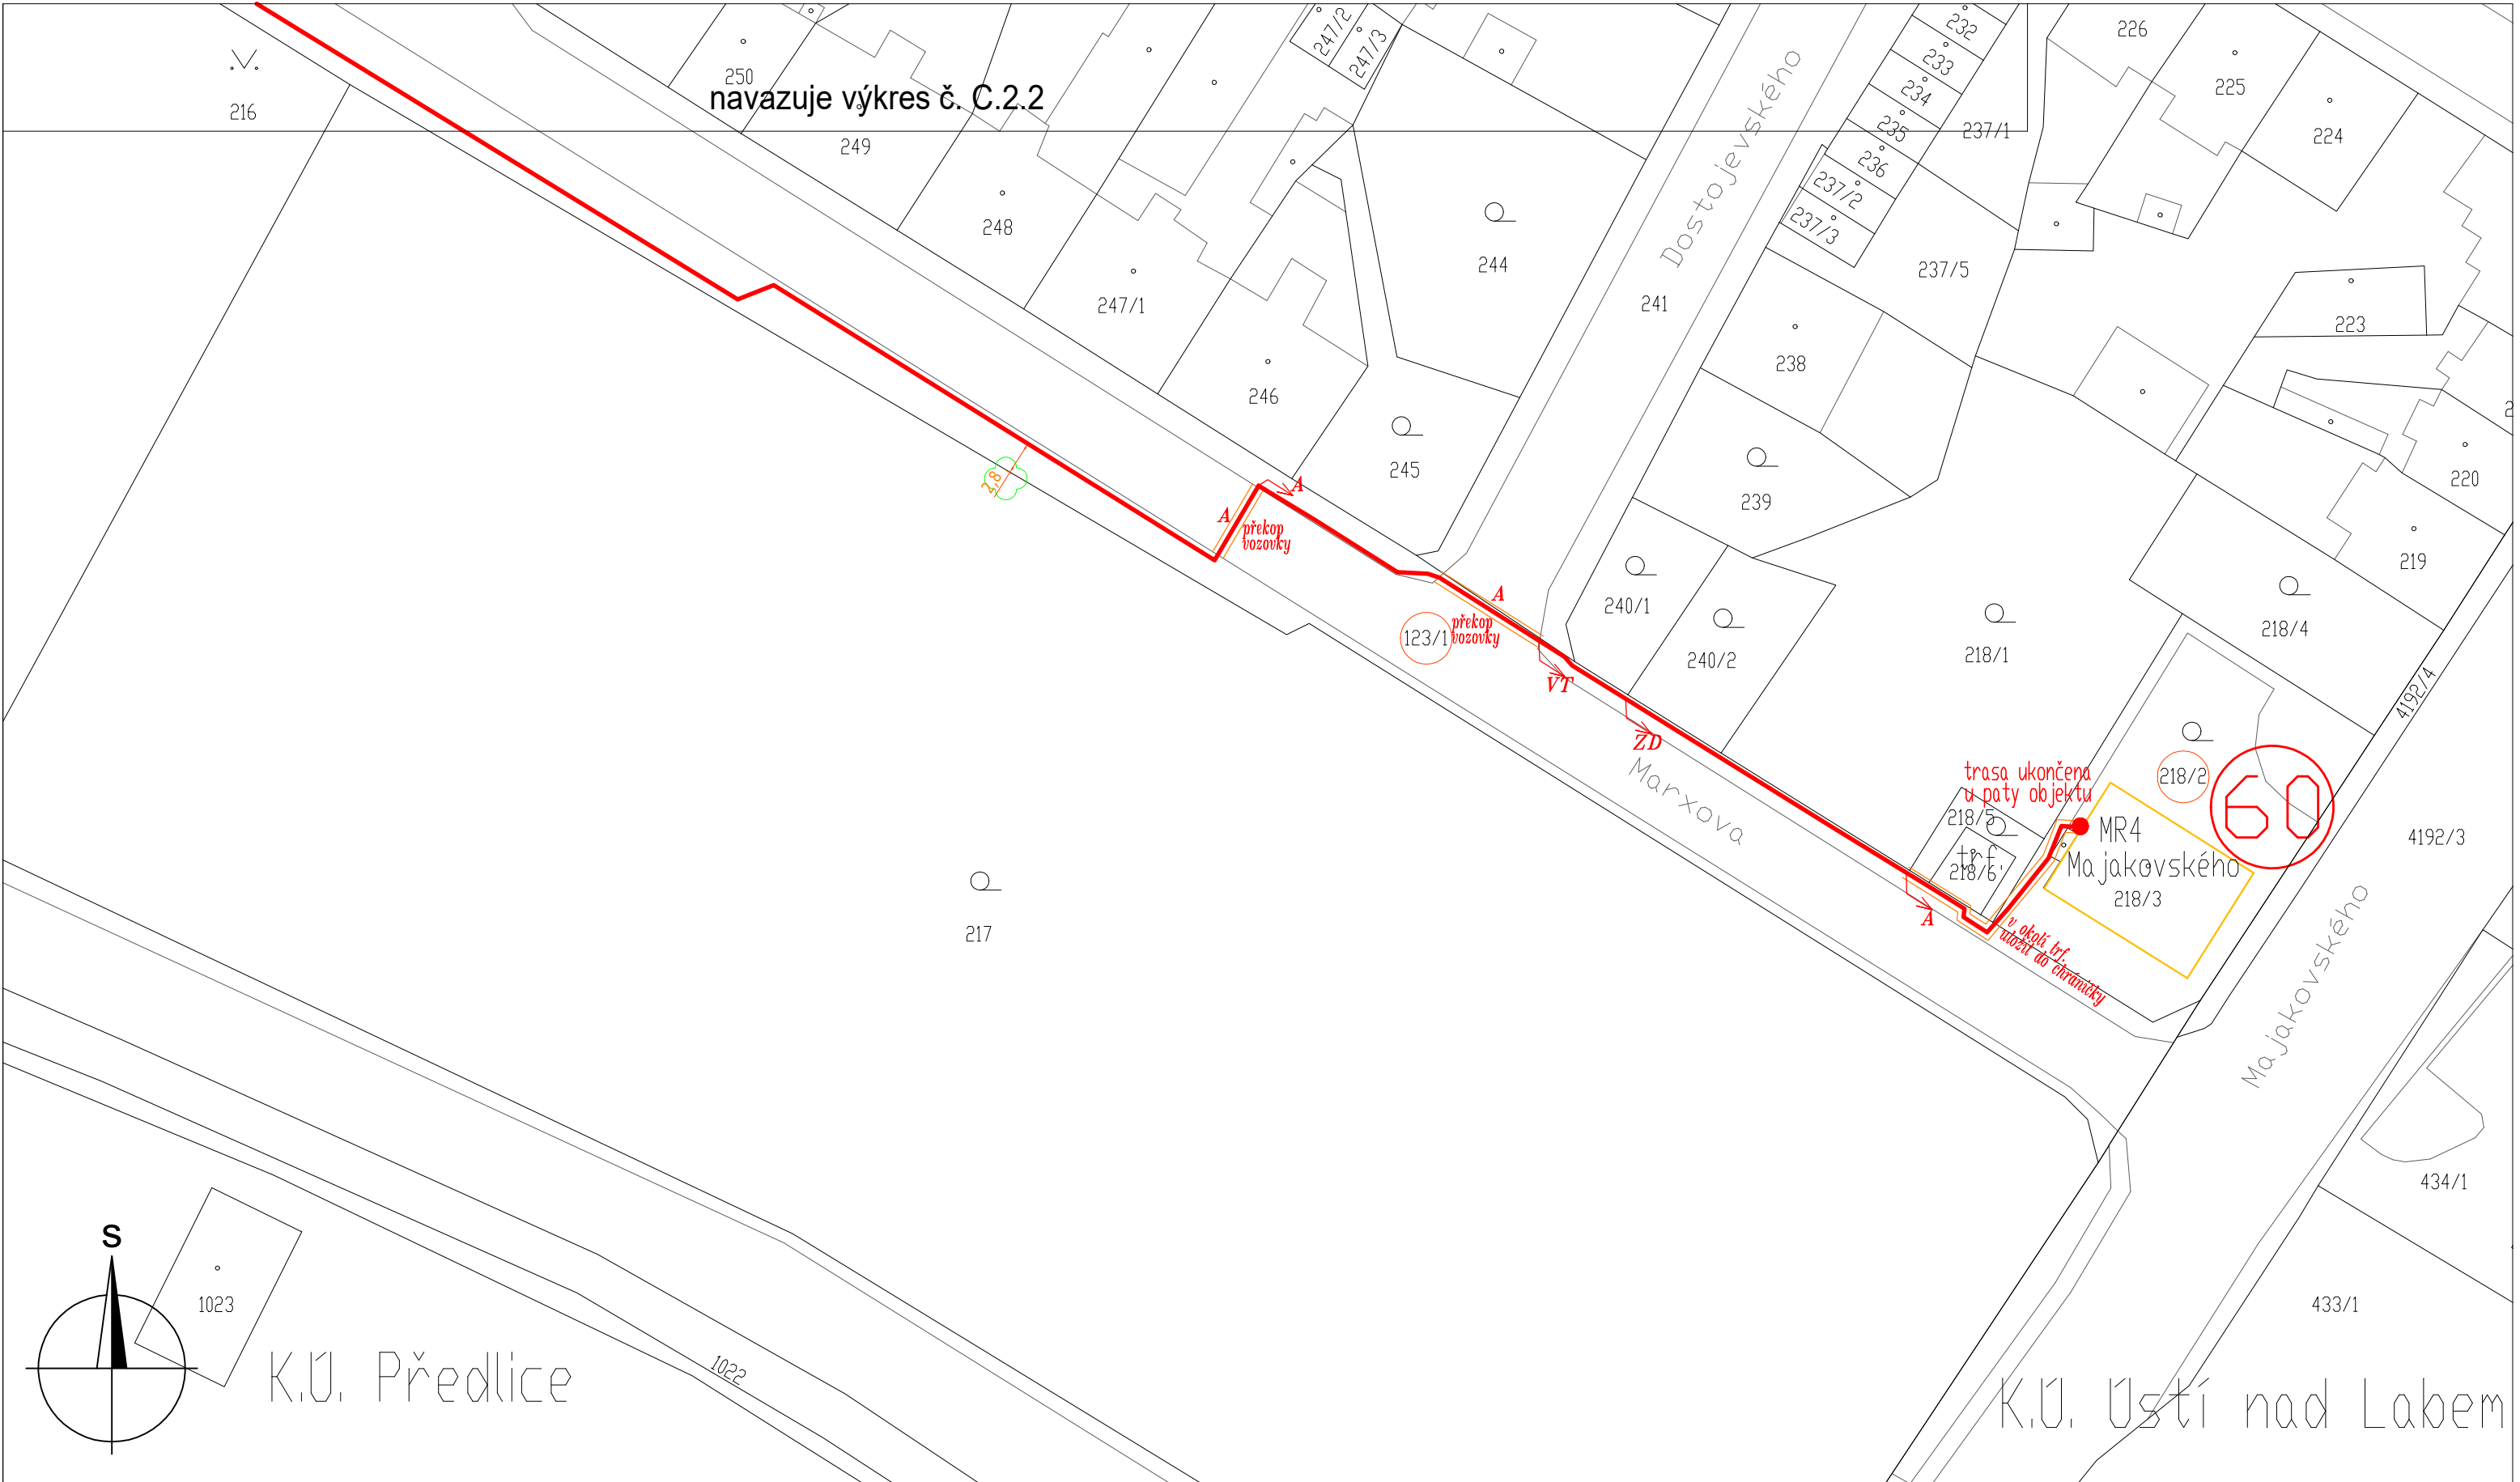 247/2
247/3
232
233
234
235
236
237/1
237/2
237/3
226
225
224
250
216
navazuje výkres č. C.2.2
249
248
247/1
246
244
245
Dostojevského
241
237/5
238
239
223
220
219
2,8
A
A
překop
vozovky
A
123/1
překop
vozovky
VT
ZD
Marxova
240/1
240/2
218/1
218/4
4192/4
218/2
60
trasa ukončena
u paty objektu
218/5
trf.
218/6
MR4
Majakovského
218/3
4192/3
A
v okolí trf.
uložit do chráničky
Majakovského
217
434/1
433/1
S
1023
1022
K.Ú. Předlice
K.Ú. Ústí nad Labem